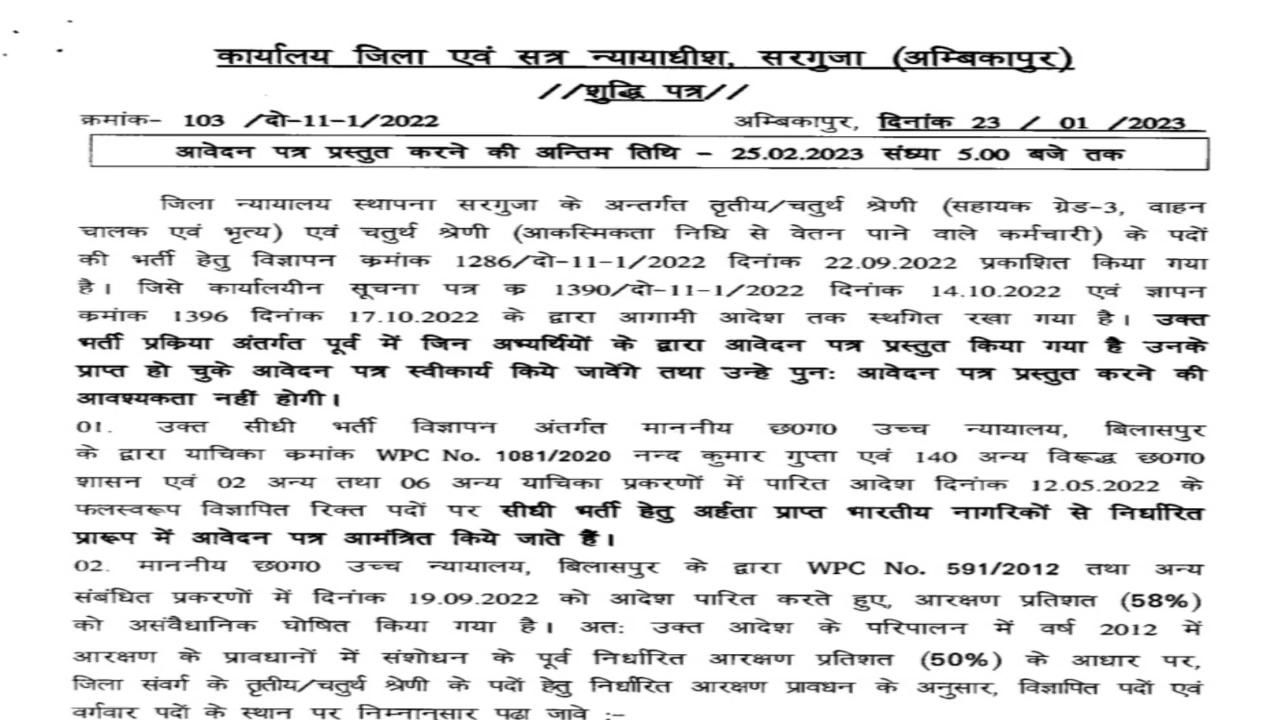 कार्यालय जिला एवं सत्र न्यायाधीश, सरगुजा (अम्बिकापुर)
//शुद्धि पत्र//
क्रमांक– 103 /दो–11–1/2022 अम्बिकापुर, दिनांक 23 / 01 /2023
आवेदन पत्र प्रस्तुत करने की अन्तिम तिथि – 25.02.2023 संध्या 5.00 बजे तक
जिला न्यायालय स्थापना सरगुजा के अन्तर्गत तृतीय/चतुर्थ श्रेणी (सहायक ग्रेड–3, वाहन
चालक एवं भृत्य) एवं चतुर्थ श्रेणी (आकस्मिकता निधि से वेतन पाने वाले कर्मचारी) के पदों
की भर्ती हेतु विज्ञापन क्रमांक 1286/दो–11–1/2022 दिनांक 22.09.2022 प्रकाशित किया गया
है। जिसे कार्यालयीन सूचना पत्र क्र 1390/दो–11–1/2022 दिनांक 14.10.2022 एवं ज्ञापन
क्रमांक 1396 दिनांक 17.10.2022 के द्वारा आगामी आदेश तक स्थगित रखा गया है। उक्त
भर्ती प्रकिया अंतर्गत पूर्व में जिन अभ्यर्थियों के द्वारा आवेदन पत्र प्रस्तुत किया गया है उनके
प्राप्त हो चुके आवेदन पत्र स्वीकार्य किये जावेंगे तथा उन्हे पुनः आवेदन पत्र प्रस्तुत करने की
आवश्यकता नहीं होगी।
01. उक्त सीधी भर्ती विज्ञापन अंतर्गत माननीय छ0ग0 उच्च न्यायालय, बिलासपुर
के द्वारा याचिका क्रमांक WPC No. 1081/2020 नन्द कुमार गुप्ता एवं 140 अन्य विरूद्ध छ0ग0
शासन एवं 02 अन्य तथा 06 अन्य याचिका प्रकरणों में पारित आदेश दिनांक 12.05.2022 के
फलस्वरूप विज्ञापित रिक्त पदों पर सीधी भर्ती हेतु अर्हता प्राप्त भारतीय नागरिकों से निर्धारित
प्रारूप में आवेदन पत्र आमंत्रित किये जाते हैं।
02. माननीय छ0ग0 उच्च न्यायालय, बिलासपुर के द्वारा WPC No. 591/2012 तथा अन्य
संबंधित प्रकरणों में दिनांक 19.09.2022 को आदेश पारित करते हुए, आरक्षण प्रतिशत (58%)
को असंवैधानिक घोषित किया गया है। अतः उक्त आदेश के परिपालन में वर्ष 2012 में
आरक्षण के प्रावधानों में संशोधन के पूर्व निर्धारित आरक्षण प्रतिशत (50%) के आधार पर,
जिला संवर्ग के तृतीय/चतुर्थ श्रेणी के पदों हेतु निर्धारित आरक्षण प्रावधन के अनुसार, विज्ञापित पदों एवं
वर्गवार पदों के स्थान पर निम्नानुसार पढ़ा जावे :–